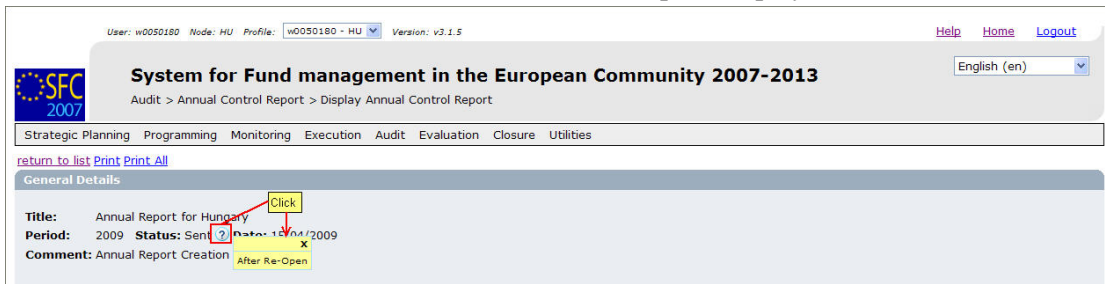 User: w0050180 Node: HU Profile: w0050180 - HU Version: v3.1.5
Help Home Logout
English (en)
SFC
2007
System for Fund management in the European Community 2007-2013
Audit > Annual Control Report > Display Annual Control Report
Strategic Planning Programming Monitoring Execution Audit Evaluation Closure Utilities
return to list Print Print All
General Details
Click
Title: Annual Report for Hungary
Period: 2009 Status: Sent ? Date: 15/04/2009
x
Comment: Annual Report Creation
After Re-Open